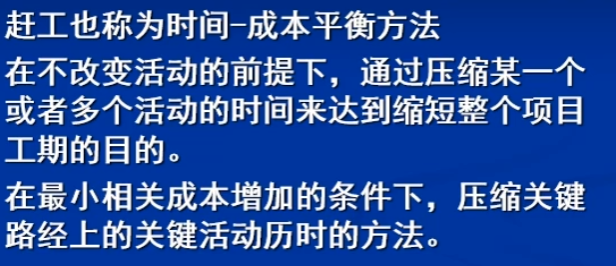 赶工也称为时间-成本平衡方法
在不改变活动的前提下，通过压缩某一个
或者多个活动的时间来达到缩短整个项目
工期的目的。
在最小相关成本增加的条件下，压缩关键
路经上的关键活动历时的方法。